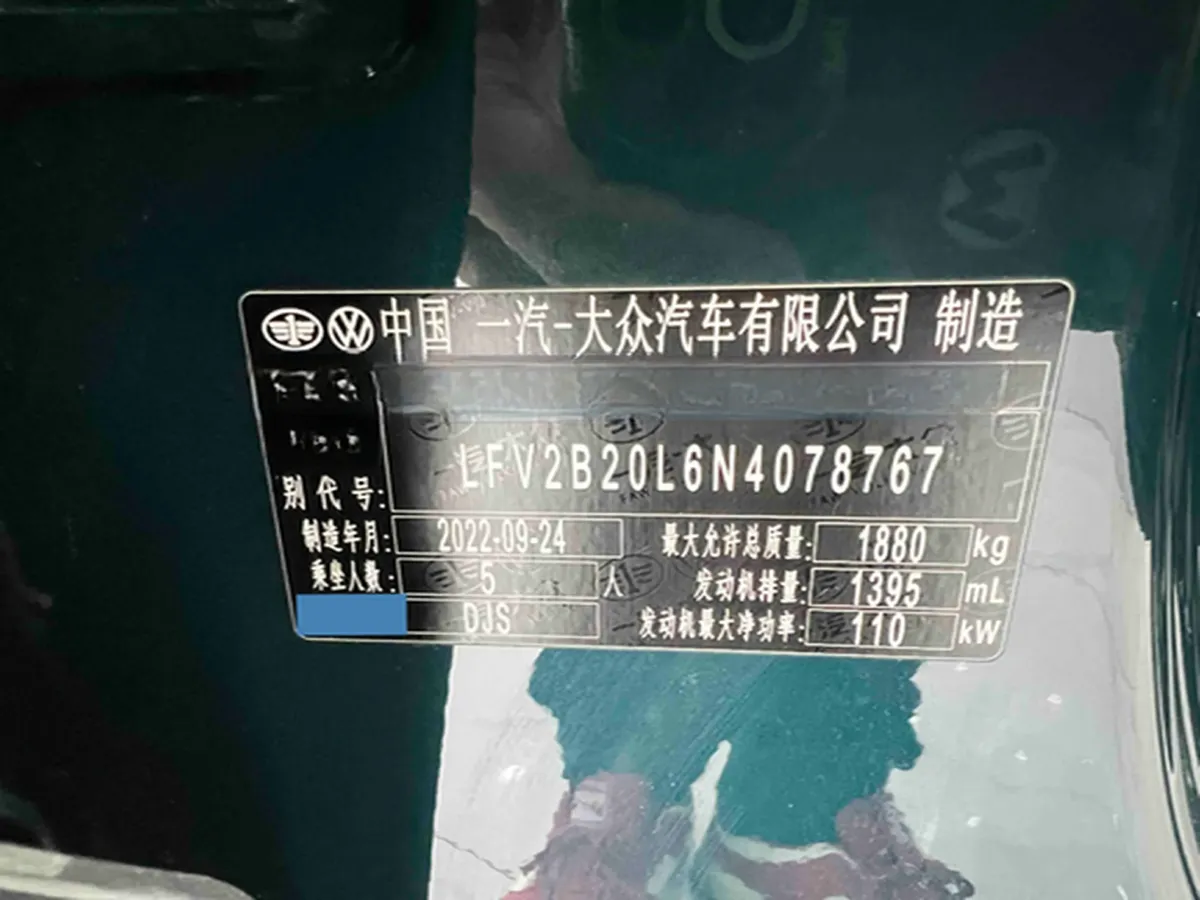 中国 一汽-大众汽车有限公司 制造
LFV2B20L6N4078767
别代号:
制造年月: 2022-09-24 最大允许总质量: 1880 kg
乘坐人数: 5 人 发动机排量: 1395 mL
DJS 发动机最大净功率: 110 kW